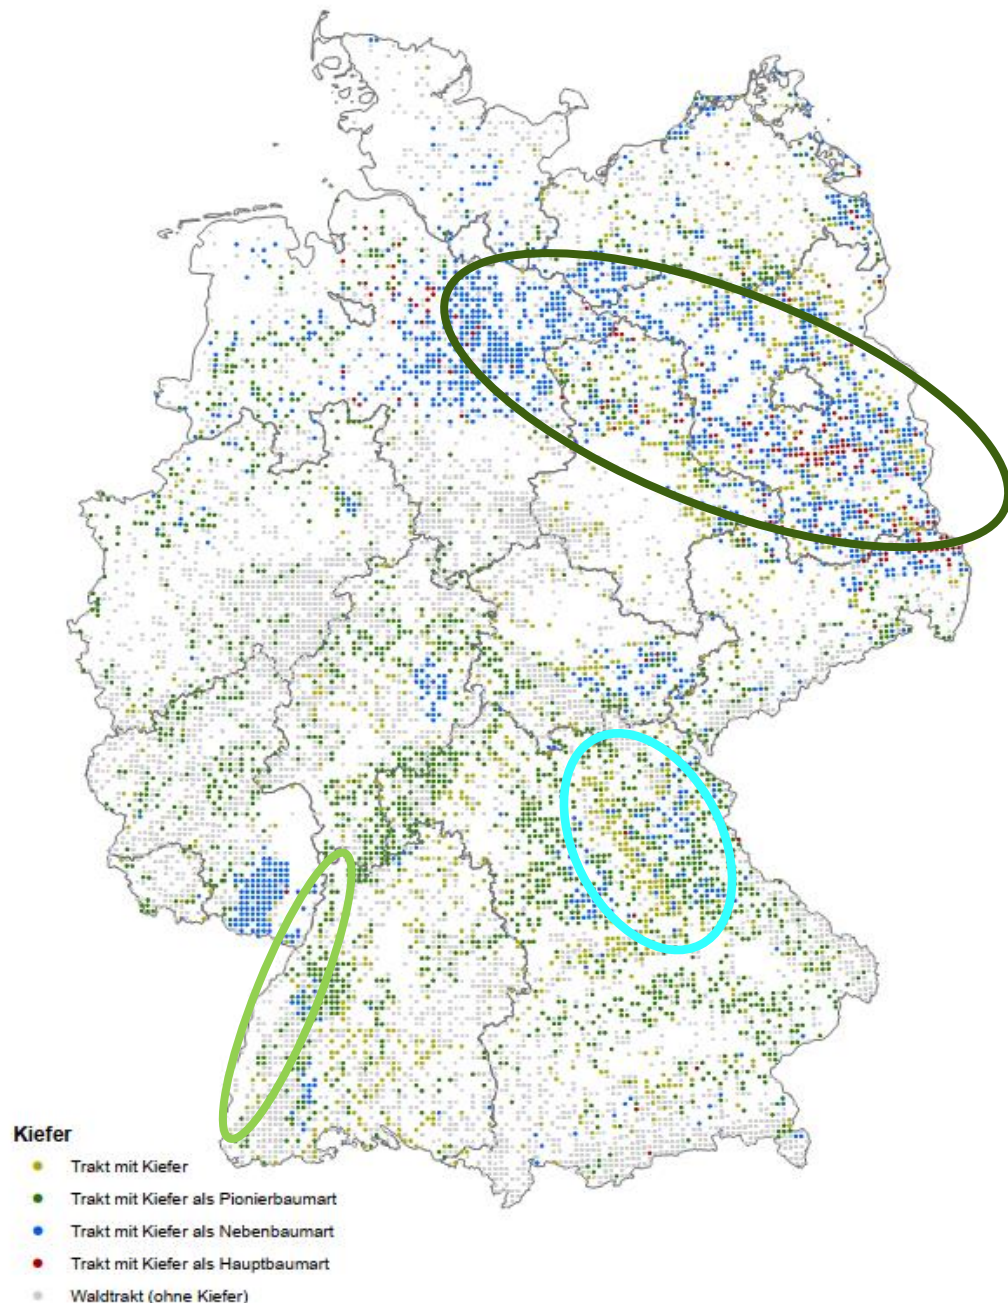 Kiefer
Trakt mit Kiefer
Trakt mit Kiefer als Pionierbaumart
Trakt mit Kiefer als Nebenbaumart
Trakt mit Kiefer als Hauptbaumart
Waldtrakt (ohne Kiefer)